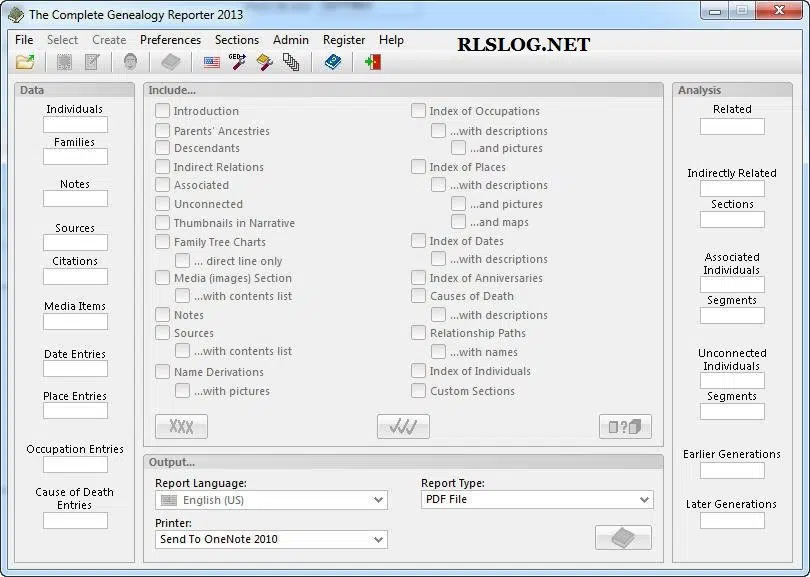 The Complete Genealogy Reporter 2013
File Select Create Preferences Sections Admin Register Help
RLSLOG.NET
GED
Data
Individuals
Families
Notes
Sources
Citations
Media Items
Date Entries
Place Entries
Occupation Entries
Cause of Death
Entries
Include...
Introduction
Parents' Ancestries
Descendants
Indirect Relations
Associated
Unconnected
Thumbnails in Narrative
Family Tree Charts
... direct line only
Media (images) Section
...with contents list
Notes
Sources
...with contents list
Name Derivations
...with pictures
Index of Occupations
...with descriptions
...and pictures
Index of Places
...with descriptions
...and pictures
...and maps
Index of Dates
...with descriptions
Index of Anniversaries
Causes of Death
...with descriptions
Relationship Paths
...with names
Index of Individuals
Custom Sections
Output...
Report Language:
English (US)
Printer:
Send To OneNote 2010
Report Type:
PDF File
Analysis
Related
Indirectly Related
Sections
Associated
Individuals
Segments
Unconnected
Individuals
Segments
Earlier Generations
Later Generations